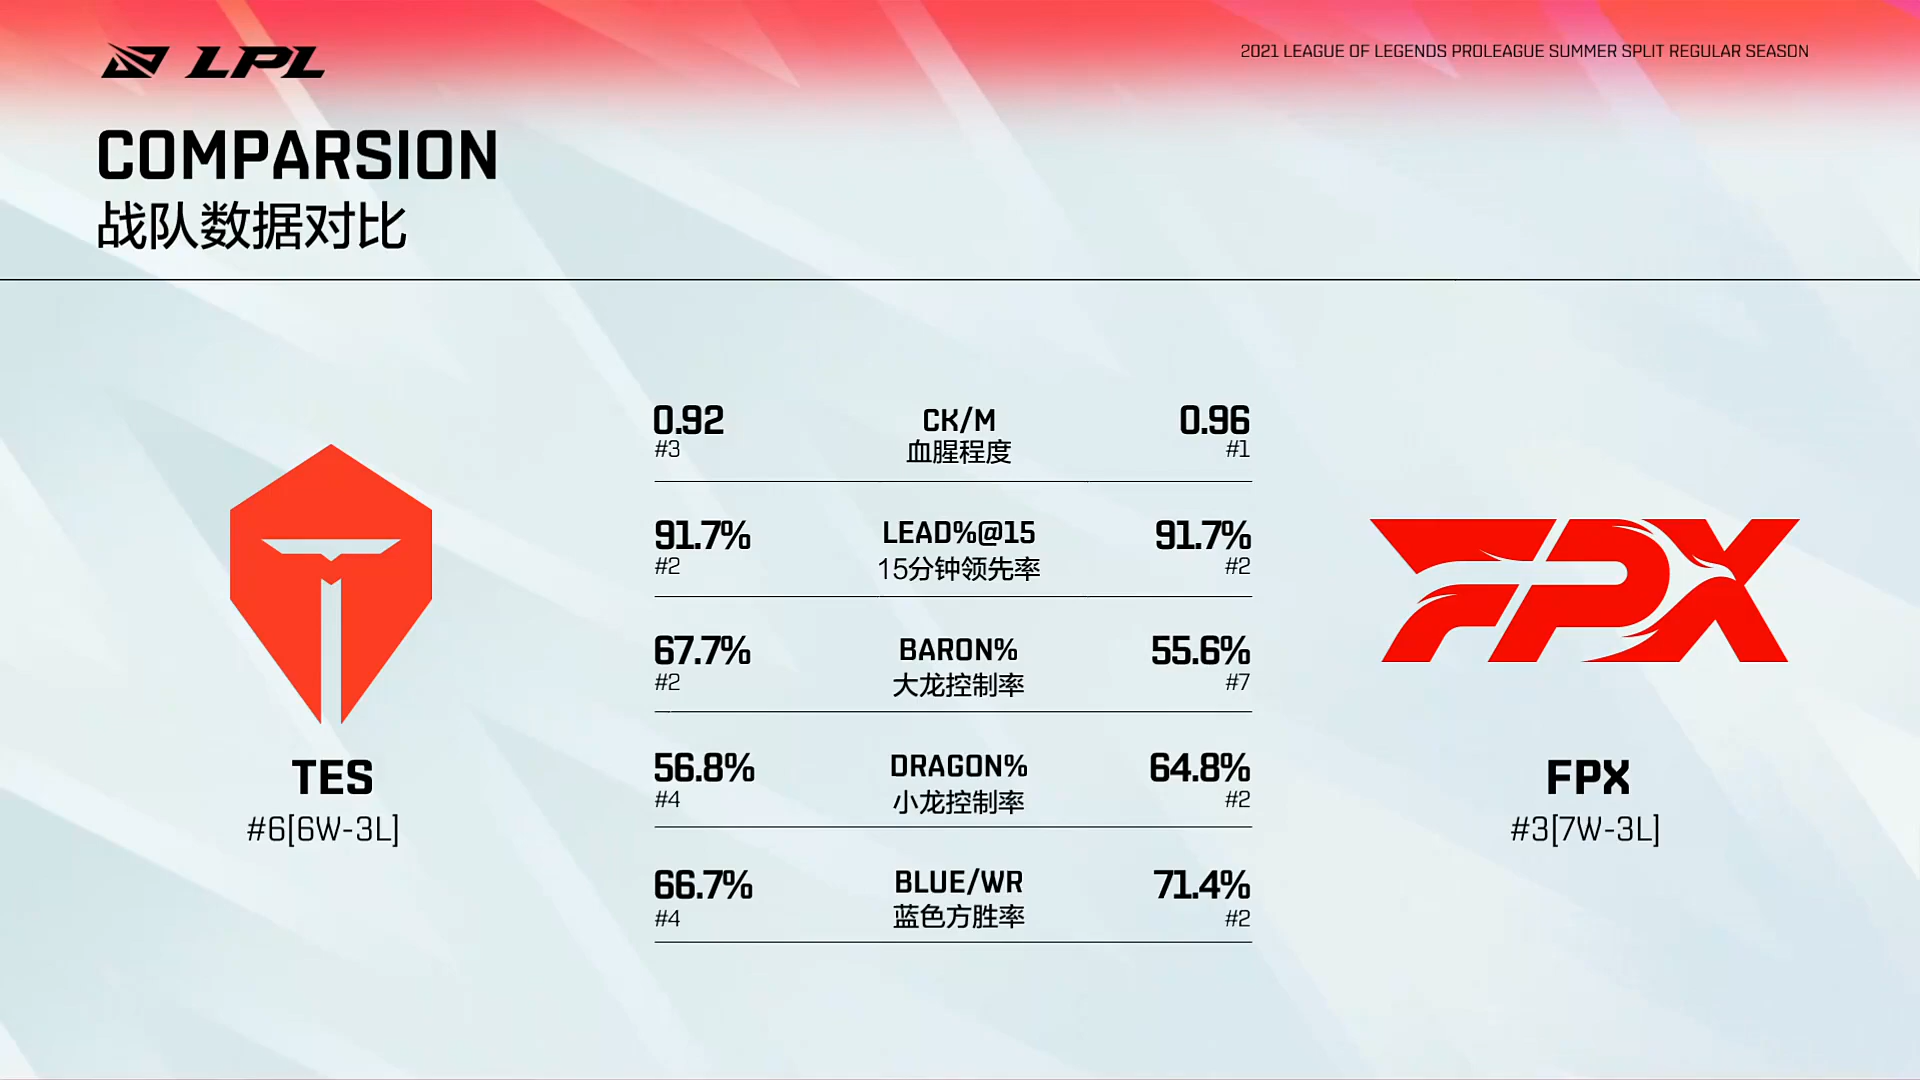 LPL
2021 LEAGUE OF LEGENDS PROLEAGUE SUMMER SPLIT REGULAR SEASON
COMPARSION
战队数据对比
0.92 CK/M 0.96
#3 血腥程度 #1
91.7% LEAD%@15 91.7%
#2 15分钟领先率 #2
67.7% BARON% 55.6%
#2 大龙控制率 #7
56.8% DRAGON% 64.8%
#4 小龙控制率 #2
66.7% BLUE/WR 71.4%
#4 蓝色方胜率 #2
TES
#6[6W-3L]
FPX
FPX
#3[7W-3L]